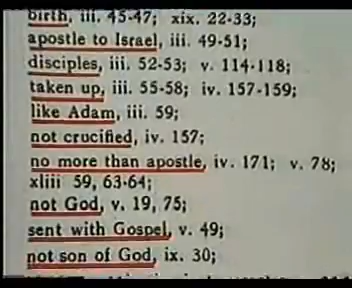 birth, iii. 45-47; xix. 22-33;
apostle to Israel, iii. 49-51;
disciples, iii. 52-53; v. 114-118;
taken up, iii. 55-58; iv. 157-159;
like Adam, iii. 59;
not crucified, iv. 157;
no more than apostle, iv. 171; v. 78;
xliii 59, 63-64;
not God, v. 19, 75;
sent with Gospel, v. 49;
not son of God, ix. 30;